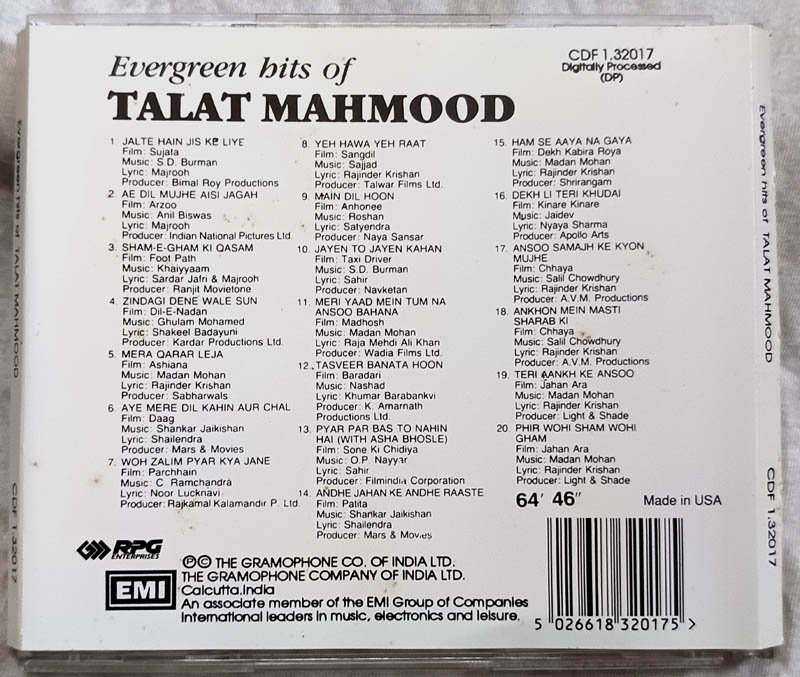 Evergreen hits of
TALAT MAHMOOD
CDF 1.32017
Digitally Processed
(DP)
1 JALTE HAIN JIS KE LIYE
Film: Sujata
Music: S.D. Burman
Lyric: Majrooh
Producer: Bimal Roy Productions
2. AE DIL MUJHE AISI JAGAH
Film: Arzoo
Music: Anil Biswas
Lyric: Majrooh
Producer: Indian National Pictures Ltd.
3. SHAM-E-GHAM KI QASAM
Film: Foot Path
Music: Khaiyyaam
Lyric: Sardar Jafri & Majrooh
Producer: Ranjit Movietone
4. ZINDAGI DENE WALE SUN
Film: Dil-E-Nadan
Music: Ghulam Mohamed
Lyric: Shakeel Badayuni
Producer: Kardar Productions Ltd.
5. MERA QARAR LEJA
Film: Ashiana
Music: Madan Mohan
Lyric: Rajinder Krishan
Producer: Sabharwals
6. AYE MERE DIL KAHIN AUR CHAL
Film: Daag
Music: Shankar Jaikishan
Lyric: Shailendra
Producer: Mars & Movies
7. WOH ZALIM PYAR KYA JANE
Film: Parchhain
Music: C. Ramchandra
Lyric: Noor Lucknavi
Producer: Rajkamal Kalamandir P. Ltd.
8. YEH HAWA YEH RAAT
Film: Sangdil
Music: Sajjad
Lyric: Rajinder Krishan
Producer: Talwar Films Ltd.
9. MAIN DIL HOON
Film: Anhonee
Music: Roshan
Lyric: Satyendra
Producer: Naya Sansar
10. JAYEN TO JAYEN KAHAN
Film: Taxi Driver
Music: S.D. Burman
Lyric: Sahir
Producer: Navketan
11. MERI YAAD MEIN TUM NA
ANSOO BAHANA
Film: Madhosh
Music: Madan Mohan
Lyric: Raja Mehdi Ali Khan
Producer: Wadia Films Ltd.
12. TASVEER BANATA HOON
Film: Baradari
Music: Nashad
Lyric: Khumar Barabankvi
Producer: K. Amarnath
Productions Ltd.
13. PYAR PAR BAS TO NAHIN
HAI (WITH ASHA BHOSLE)
Film: Sone Ki Chidiya
Music: O.P. Nayyar
Lyric: Sahir
Producer: Filmindia Corporation
14. ANDHE JAHAN KE ANDHE RAASTE
Film: Patita
Music: Shankar Jaikishan
Lyric: Shailendra
Producer: Mars & Movies
15. HAM SE AAYA NA GAYA
Film: Dekh Kabira Roya
Music: Madan Mohan
Lyric: Rajinder Krishan
Producer: Shrirangam
16. DEKH LI TERI KHUDAI
Film: Kinare Kinare
Music: Jaidev
Lyric: Nyaya Sharma
Producer: Apollo Arts
17. ANSOO SAMAJH KE KYON
MUJHE
Film: Chhaya
Music: Salil Chowdhury
Lyric: Rajinder Krishan
Producer: A.V.M. Productions
18. ANKHON MEIN MASTI
SHARAB KI
Film: Chhaya
Music: Salil Chowdhury
Lyric: Rajinder Krishan
Producer: A.V.M. Productions
19. TERI AANKH KE ANSOO
Film: Jahan Ara
Music: Madan Mohan
Lyric: Rajinder Krishan
Producer: Light & Shade
20. PHIR WOHI SHAM WOHI
GHAM
Film: Jahan Ara
Music: Madan Mohan
Lyric: Rajinder Krishan
Producer: Light & Shade
64' 46"
Made in USA
RPG
ENTERPRISES
EMI
ⓅⒸ THE GRAMOPHONE CO. OF INDIA LTD.
THE GRAMOPHONE COMPANY OF INDIA LTD.
Calcutta.India
An associate member of the EMI Group of Companies
International leaders in music, electronics and leisure.
5 026618 320175 >
Evergreen hits of TALAT MAHMOOD
CDF 1.32017
Evergreen hits of TALAT MAHMOOD
CDF 1.32017